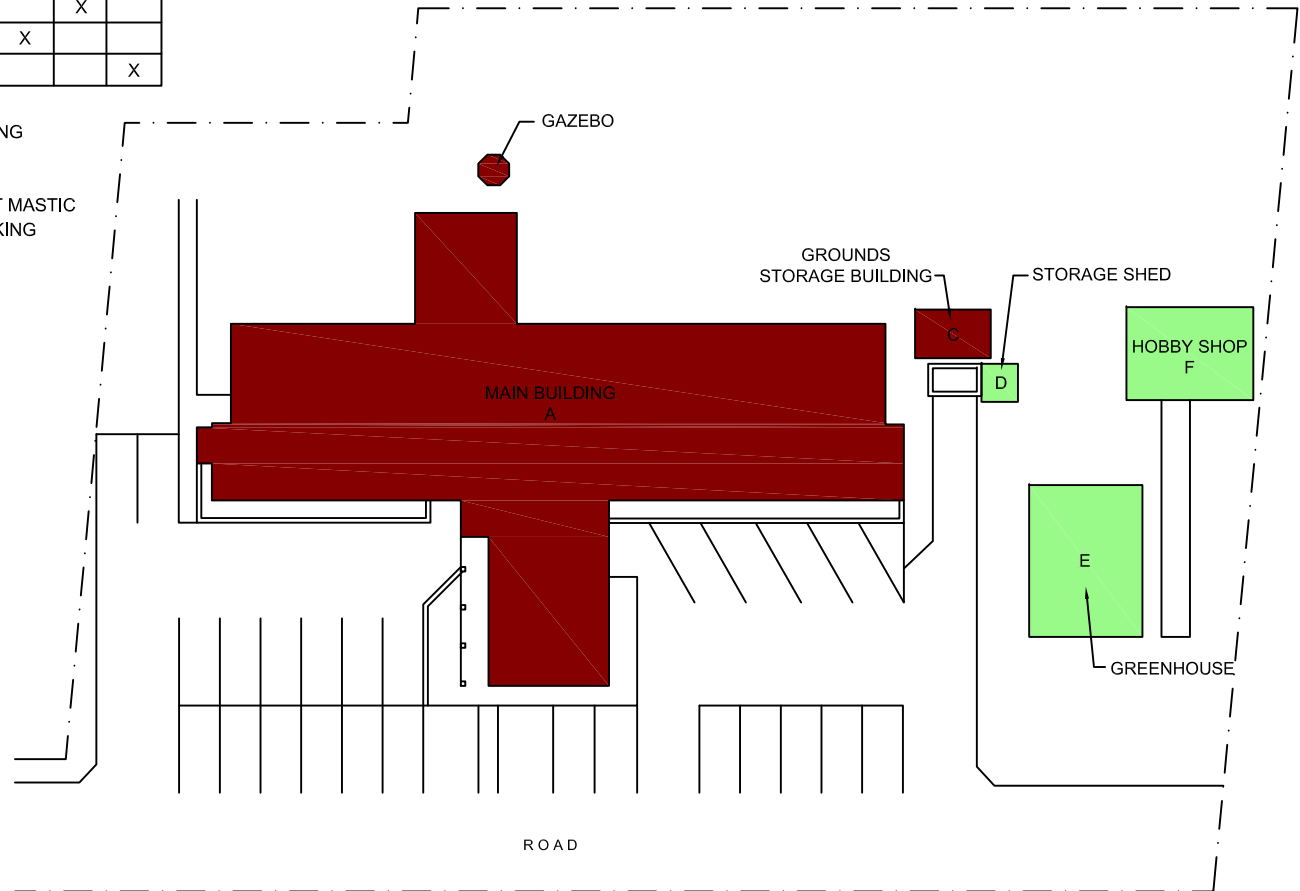 X
X
X
NG
T MASTIC
KING
GAZEBO
GROUNDS
STORAGE BUILDING
STORAGE SHED
C
D
HOBBY SHOP
F
MAIN BUILDING
A
E
GREENHOUSE
ROAD